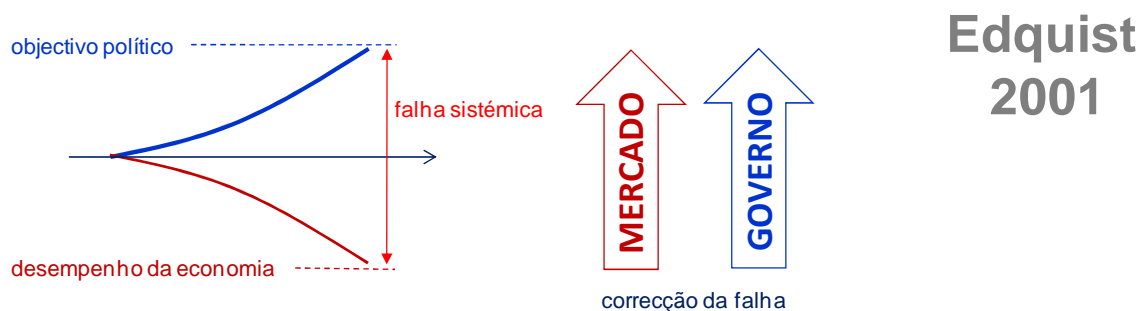 objectivo político
falha sistémica
desempenho da economia
MERCADO
GOVERNO
correcção da falha
Edquist
2001